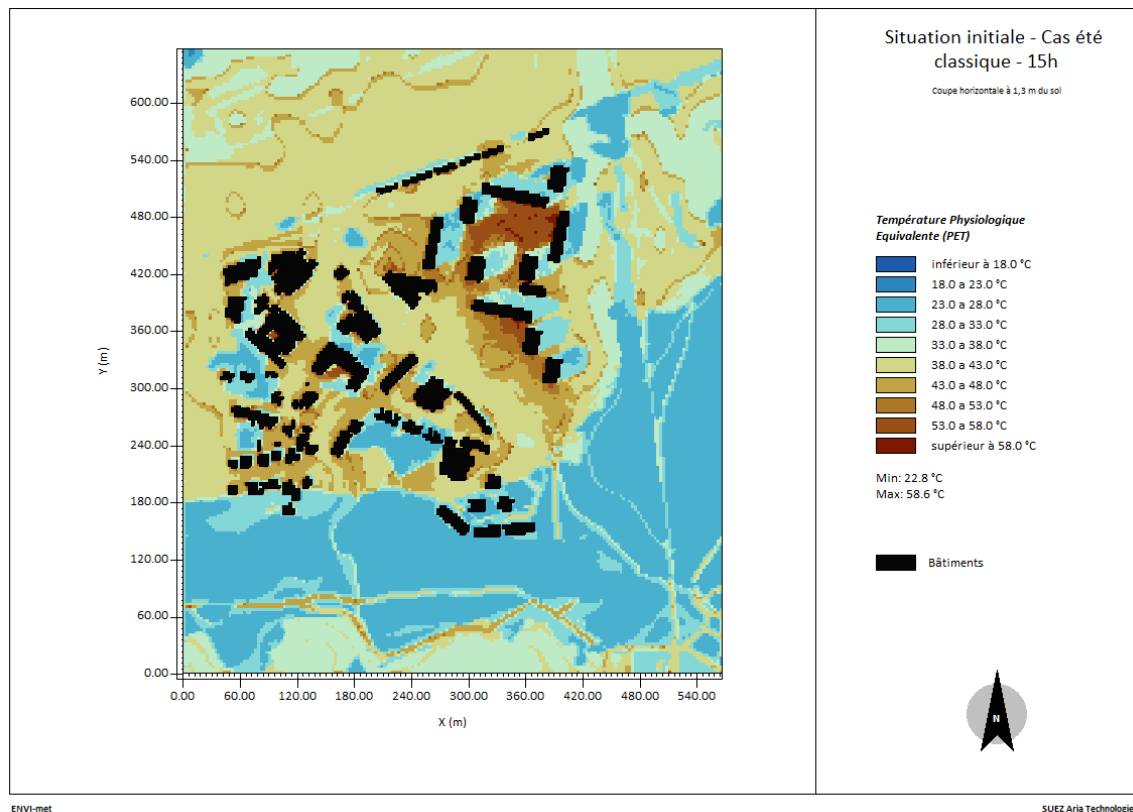 Situation initiale - Cas été
classique - 15h
Coupe horizontale à 1,3 m du sol
600.00
540.00
480.00
420.00
360.00
300.00
240.00
180.00
120.00
60.00
0.00
Y (m)
0.00 60.00 120.00 180.00 240.00 300.00 360.00 420.00 480.00 540.00
X (m)
Température Physiologique
Equivalente (PET)
inférieur à 18.0 °C
18.0 a 23.0 °C
23.0 a 28.0 °C
28.0 a 33.0 °C
33.0 a 38.0 °C
38.0 a 43.0 °C
43.0 a 48.0 °C
48.0 a 53.0 °C
53.0 a 58.0 °C
supérieur à 58.0 °C
Min: 22.8 °C
Max: 58.6 °C
Bâtiments
N
ENVI-met
SUEZ Aria Technologie